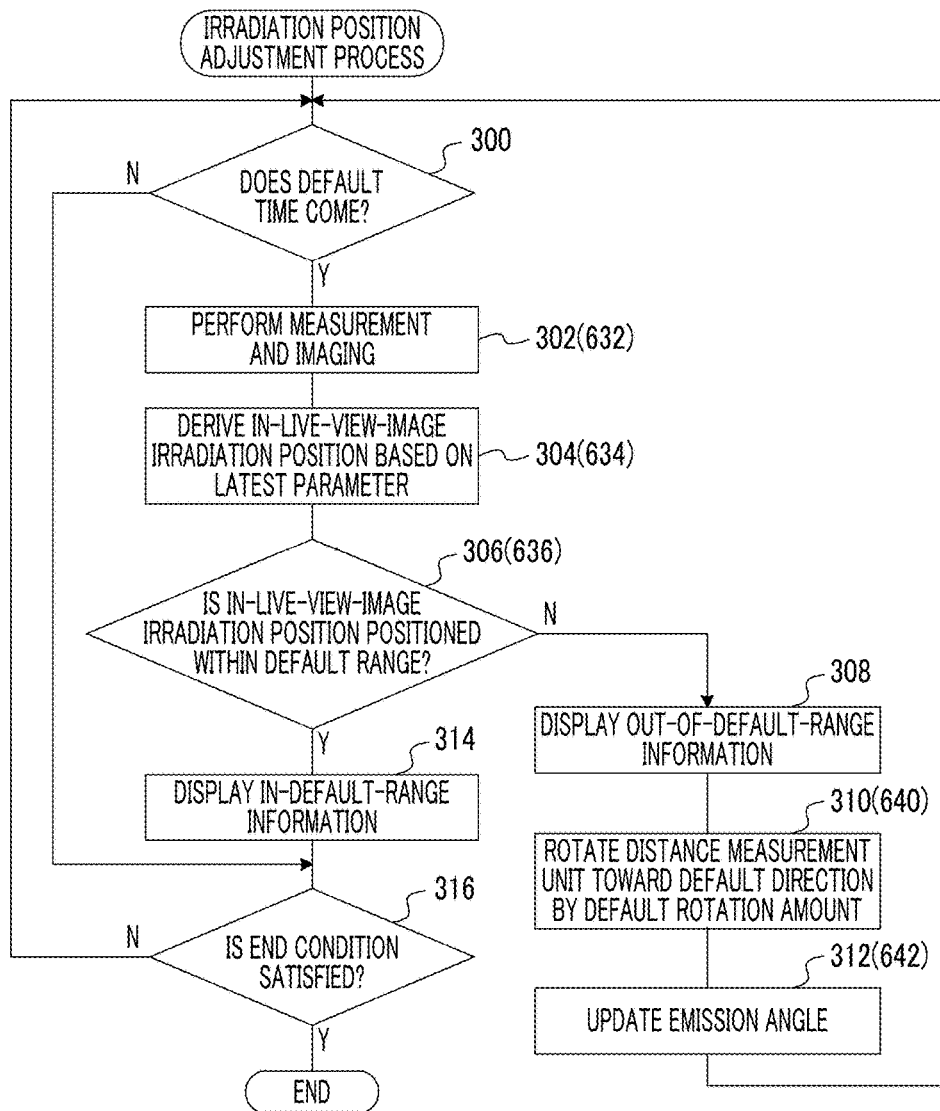 IRRADIATION POSITION
ADJUSTMENT PROCESS
300
N
DOES DEFAULT
TIME COME?
Y
PERFORM MEASUREMENT
AND IMAGING
302(632)
DERIVE IN-LIVE-VIEW-IMAGE
IRRADIATION POSITION BASED ON
LATEST PARAMETER
304(634)
306(636)
IS IN-LIVE-VIEW-IMAGE
IRRADIATION POSITION POSITIONED
WITHIN DEFAULT RANGE?
N
Y
308
DISPLAY OUT-OF-DEFAULT-RANGE
INFORMATION
314
DISPLAY IN-DEFAULT-RANGE
INFORMATION
310(640)
ROTATE DISTANCE MEASUREMENT
UNIT TOWARD DEFAULT DIRECTION
BY DEFAULT ROTATION AMOUNT
316
N
IS END CONDITION
SATISFIED?
Y
312(642)
UPDATE EMISSION ANGLE
END